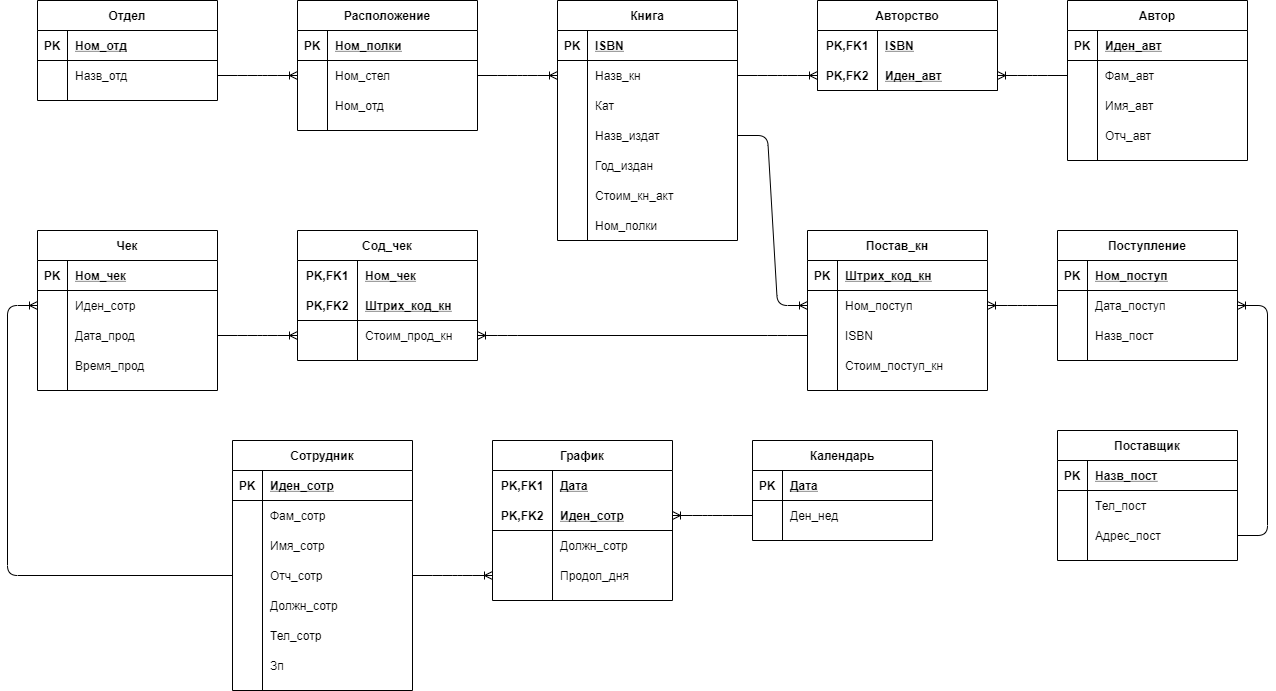 Отдел
PK Ном_отд
Назв_отд
Расположение
PK Ном_полки
Ном_стел
Ном_отд
Книга
PK ISBN
Назв_кн
Кат
Назв_издат
Год_издан
Стоим_кн_акт
Ном_полки
Авторство
PK,FK1 ISBN
PK,FK2 Иден_авт
Автор
PK Иден_авт
Фам_авт
Имя_авт
Отч_авт
Чек
PK Ном_чек
Иден_сотр
Дата_прод
Время_прод
Сод_чек
PK,FK1 Ном_чек
PK,FK2 Штрих_код_кн
Стоим_прод_кн
Постав_кн
PK Штрих_код_кн
Ном_поступ
ISBN
Стоим_поступ_кн
Поступление
PK Ном_поступ
Дата_поступ
Назв_пост
Сотрудник
PK Иден_сотр
Фам_сотр
Имя_сотр
Отч_сотр
Должн_сотр
Тел_сотр
Зп
График
PK,FK1 Дата
PK,FK2 Иден_сотр
Должн_сотр
Продол_дня
Календарь
PK Дата
Ден_нед
Поставщик
PK Назв_пост
Тел_пост
Адрес_пост